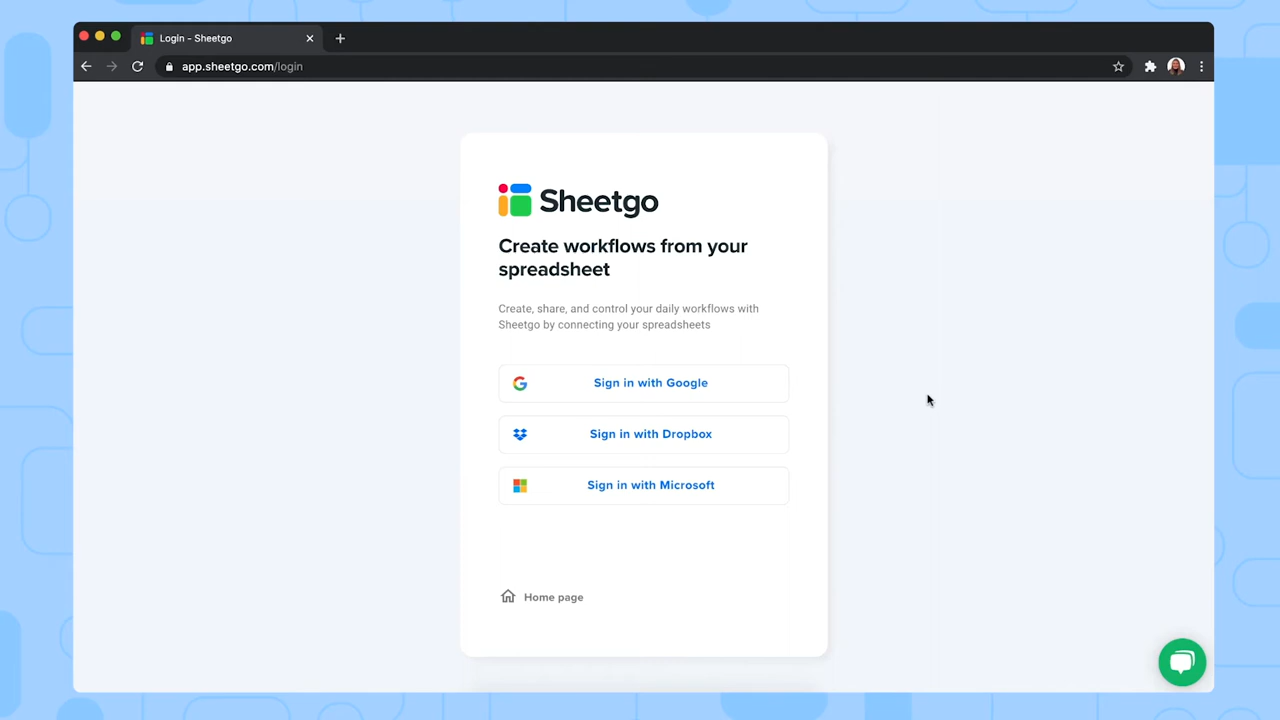 Login - Sheetgo
app.sheetgo.com/login
Sheetgo
Create workflows from your
spreadsheet
Create, share, and control your daily workflows with
Sheetgo by connecting your spreadsheets
Sign in with Google
Sign in with Dropbox
Sign in with Microsoft
Home page